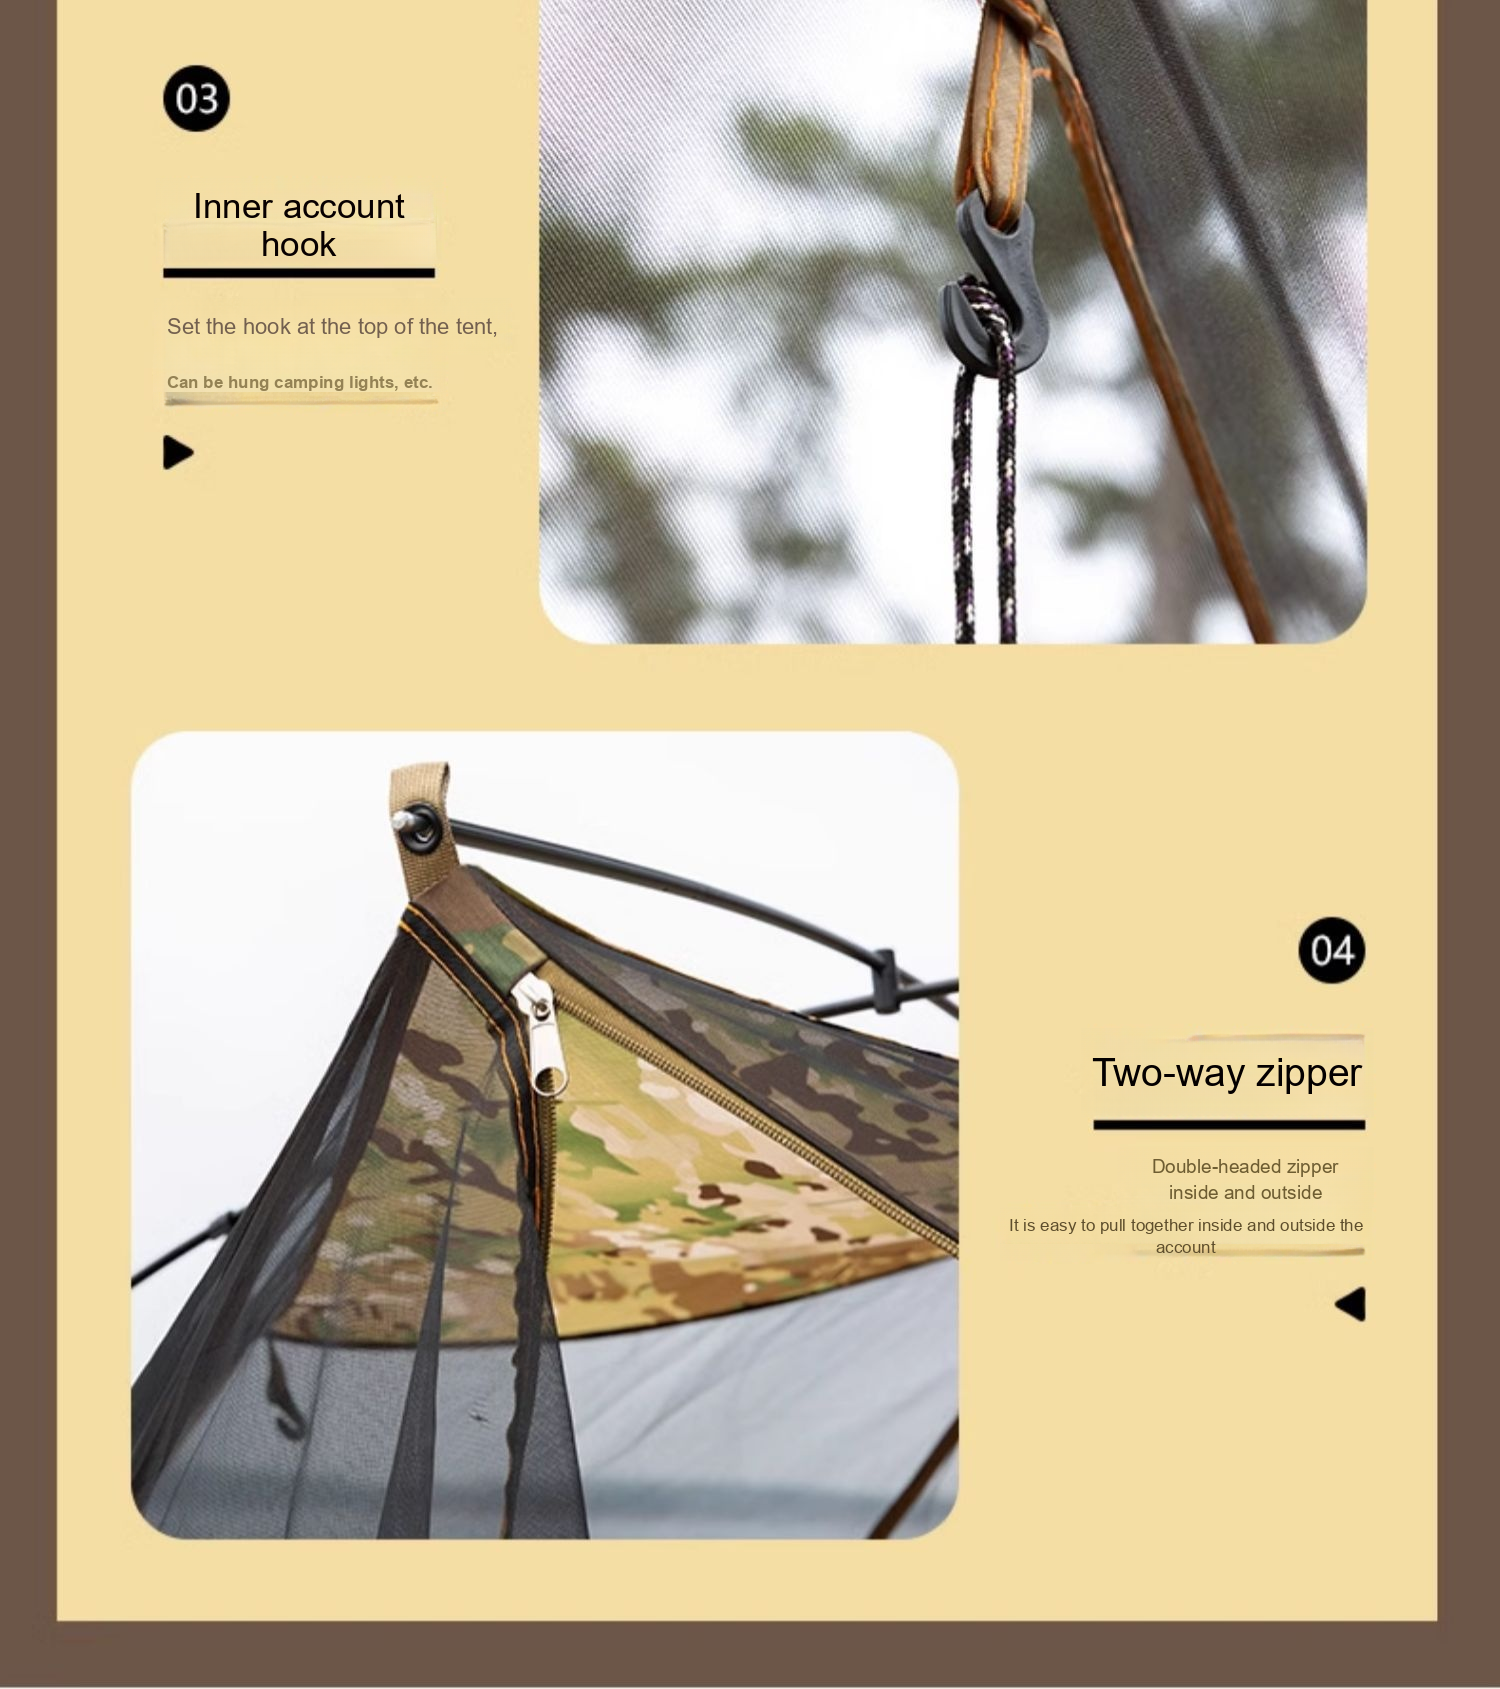 03
Inner account
hook
Set the hook at the top of the tent,
Can be hung camping lights, etc.
04
Two-way zipper
Double-headed zipper
inside and outside
It is easy to pull together inside and outside the
account